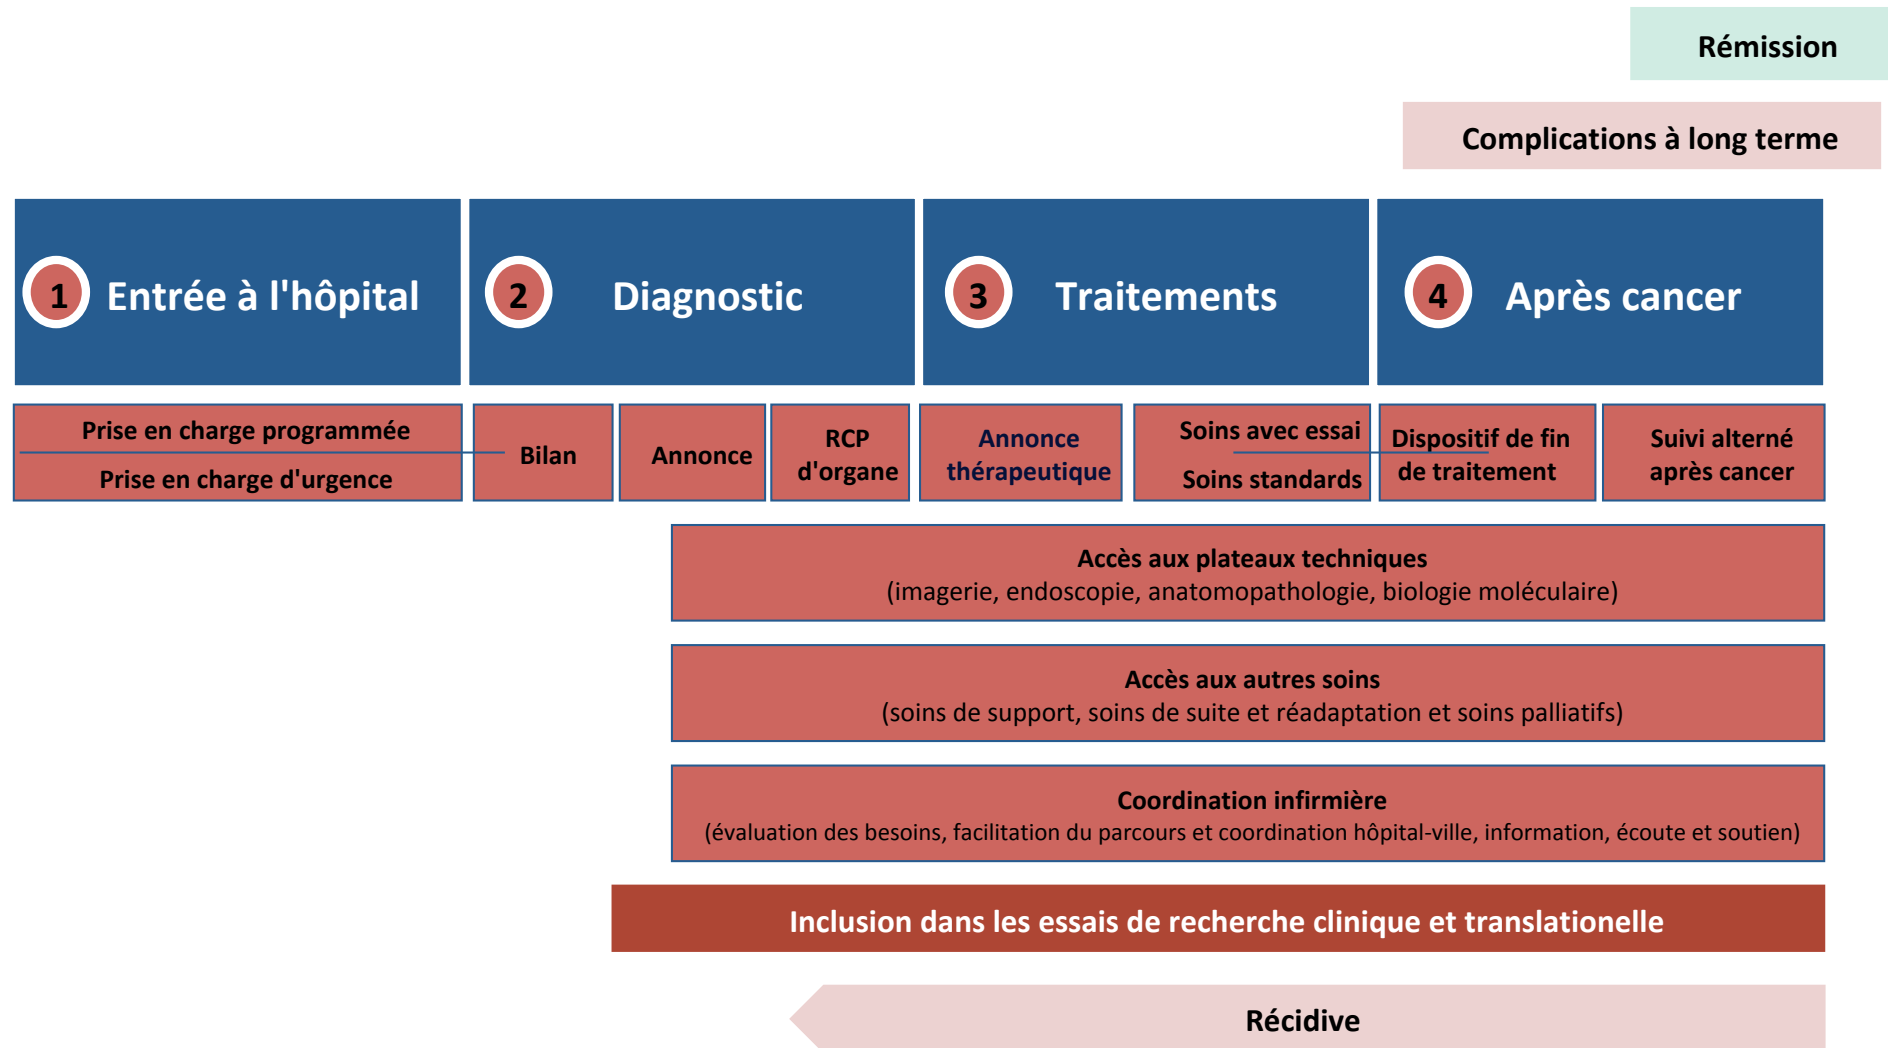 Rémission
Complications à long terme
1 Entrée à l'hôpital
2 Diagnostic
3 Traitements
4 Après cancer
Prise en charge programmée
Prise en charge d'urgence
Bilan
Annonce
RCP
d'organe
Annonce
thérapeutique
Soins avec essai
Soins standards
Dispositif de fin
de traitement
Suivi alterné
après cancer
Accès aux plateaux techniques
(imagerie, endoscopie, anatomopathologie, biologie moléculaire)
Accès aux autres soins
(soins de support, soins de suite et réadaptation et soins palliatifs)
Coordination infirmière
(évaluation des besoins, facilitation du parcours et coordination hôpital-ville, information, écoute et soutien)
Inclusion dans les essais de recherche clinique et translationelle
Récidive